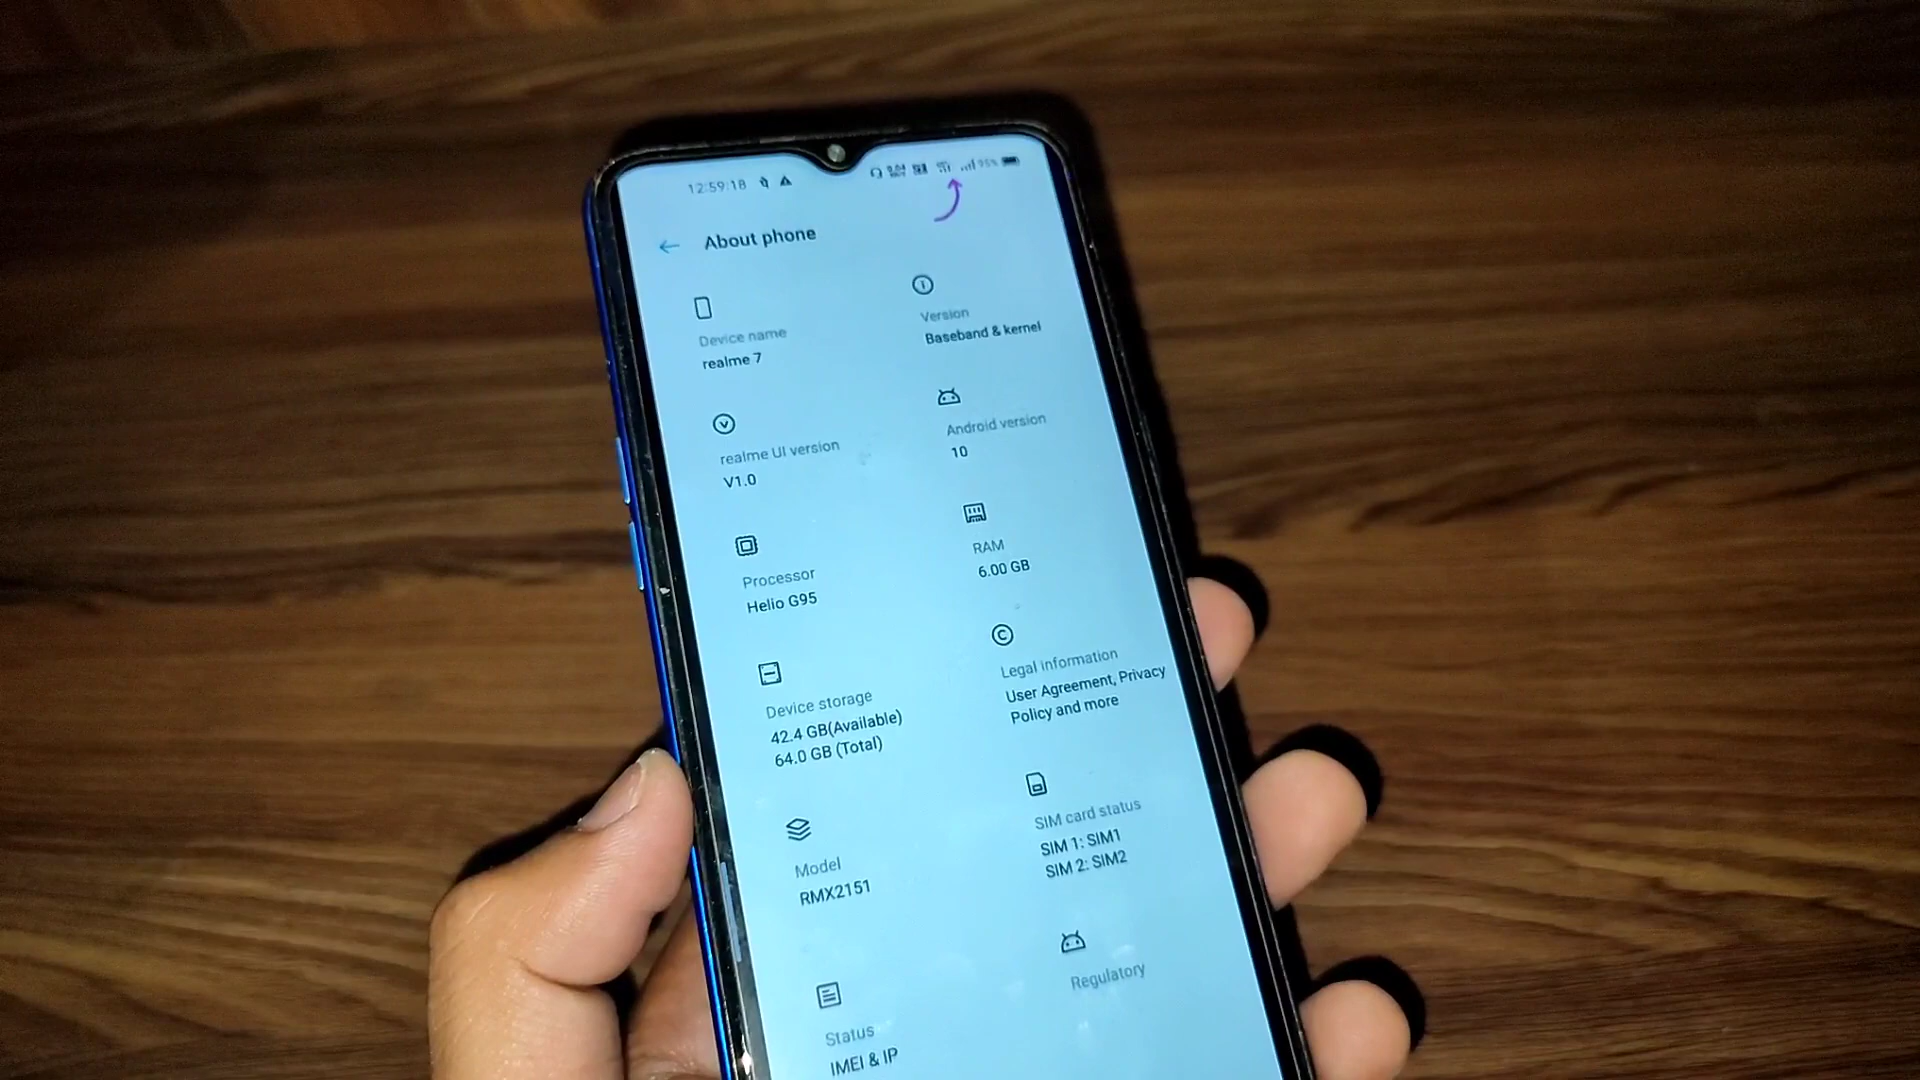 12:59:18
95%
About phone
Device name
realme 7
Version
Baseband & kernel
realme UI version
V1.0
Android version
10
Processor
Helio G95
RAM
6.00 GB
Device storage
42.4 GB(Available)
64.0 GB (Total)
Legal information
User Agreement, Privacy
Policy and more
Model
RMX2151
SIM card status
SIM 1: SIM1
SIM 2: SIM2
Status
IMEI & IP
Regulatory